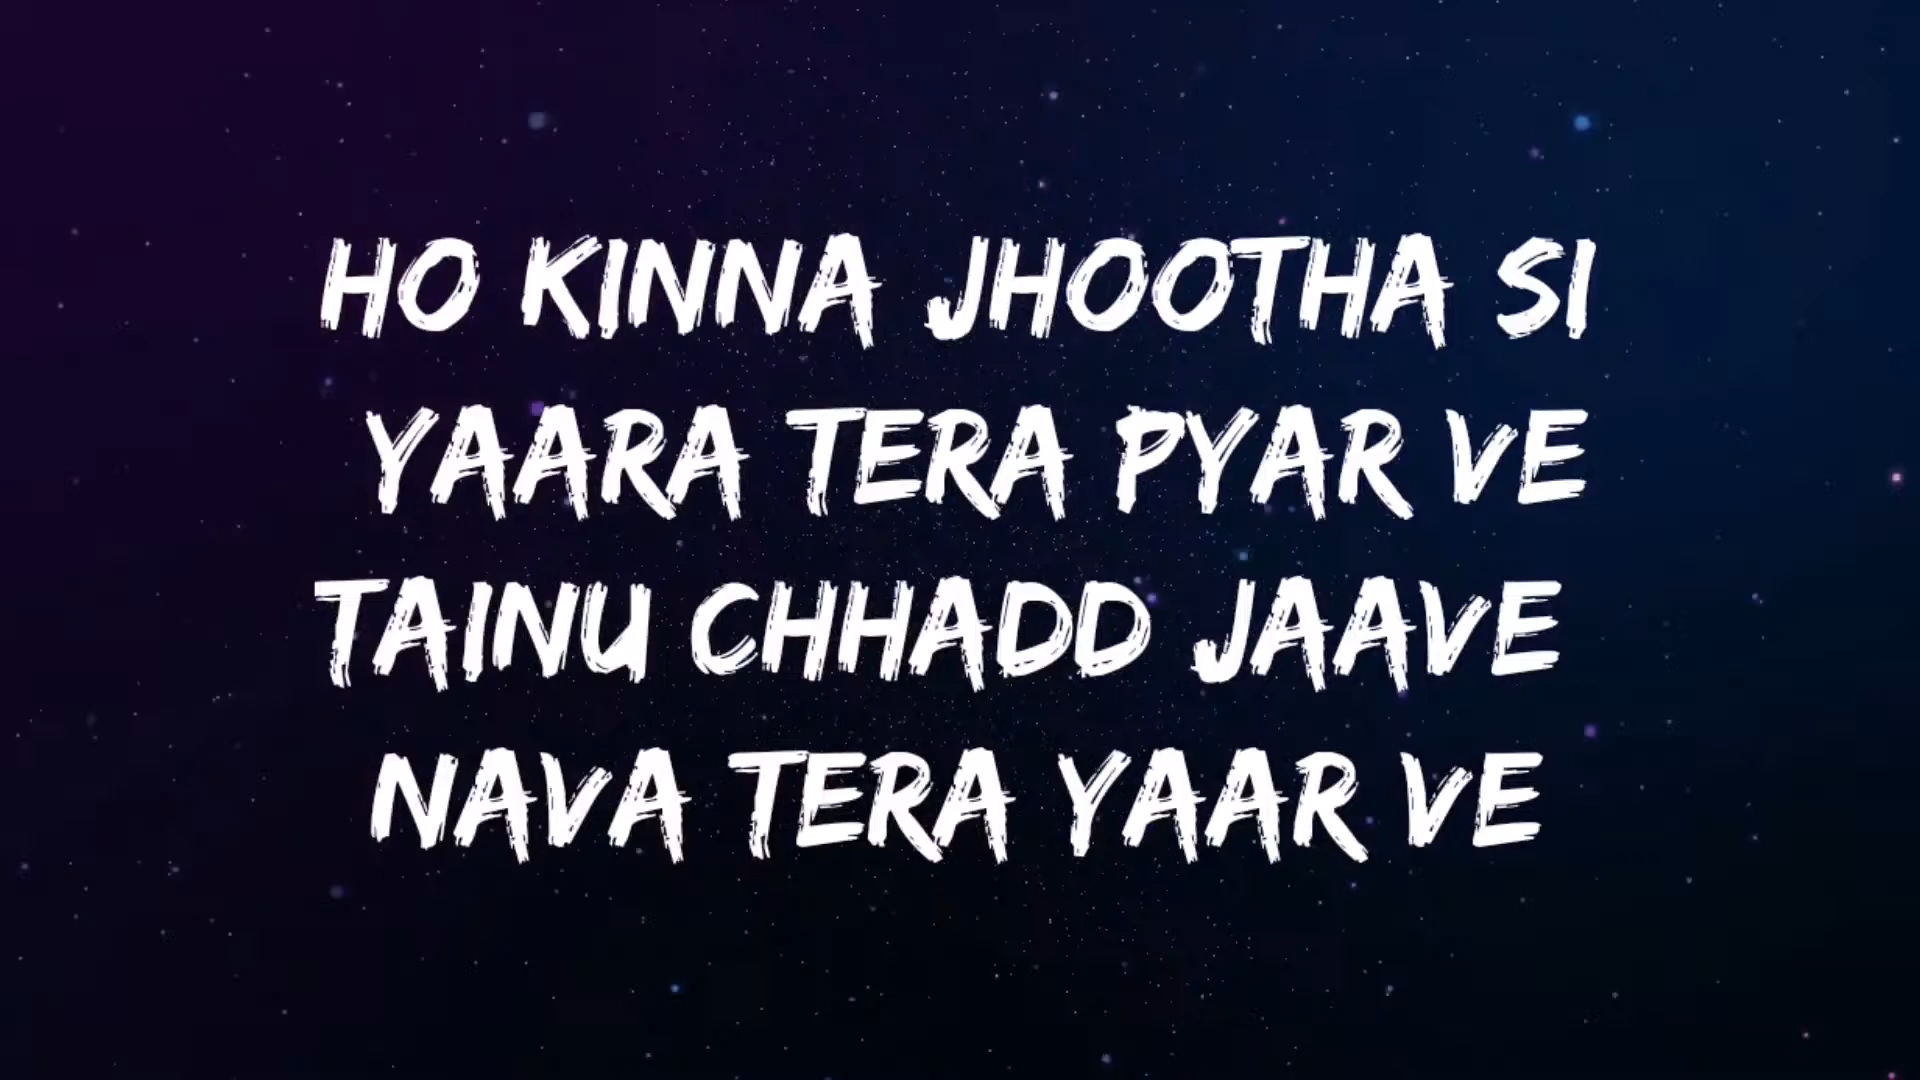 HO KINNA JHOOTHA SI
YAARA TERA PYAR VE
TAINU CHHADD JAAVE
NAVA TERA YAAR VE